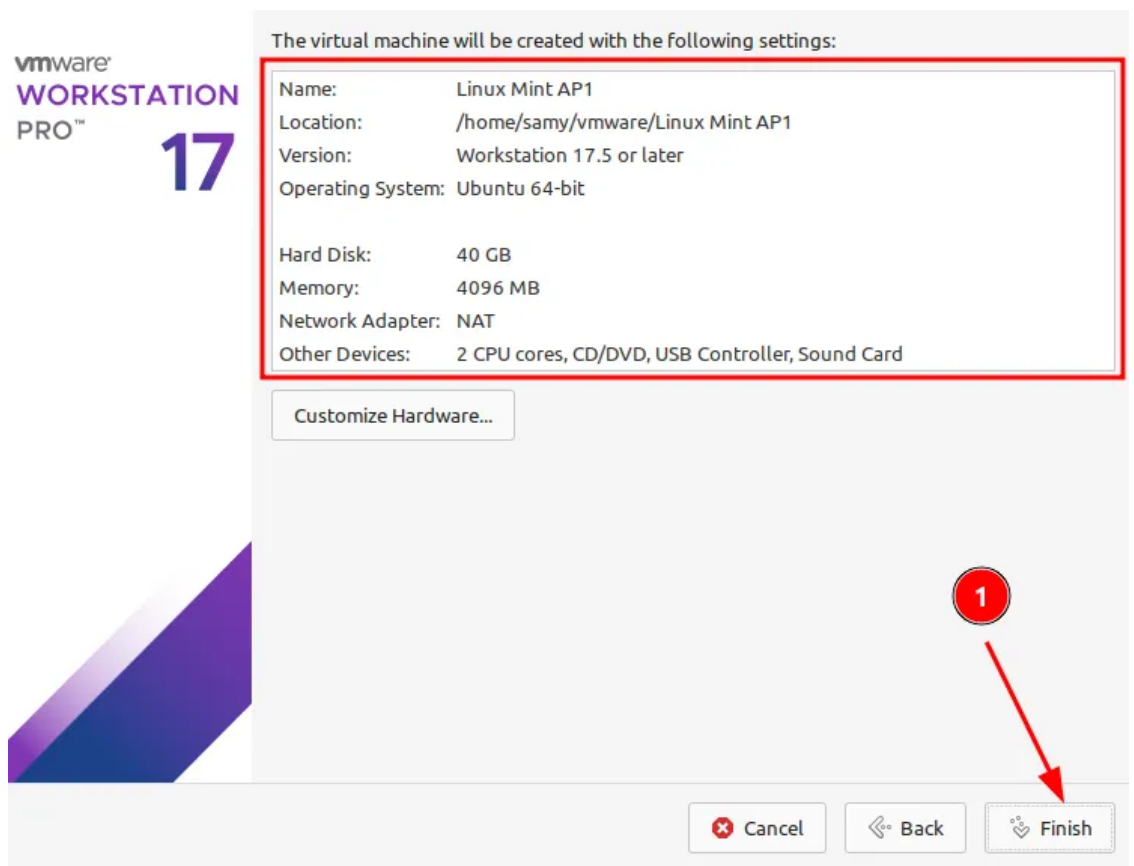 The virtual machine will be created with the following settings:
vmware®
WORKSTATION
PRO™
17
Name: Linux Mint AP1
Location: /home/samy/vmware/Linux Mint AP1
Version: Workstation 17.5 or later
Operating System: Ubuntu 64-bit
Hard Disk: 40 GB
Memory: 4096 MB
Network Adapter: NAT
Other Devices: 2 CPU cores, CD/DVD, USB Controller, Sound Card
Customize Hardware...
1
Cancel
Back
Finish